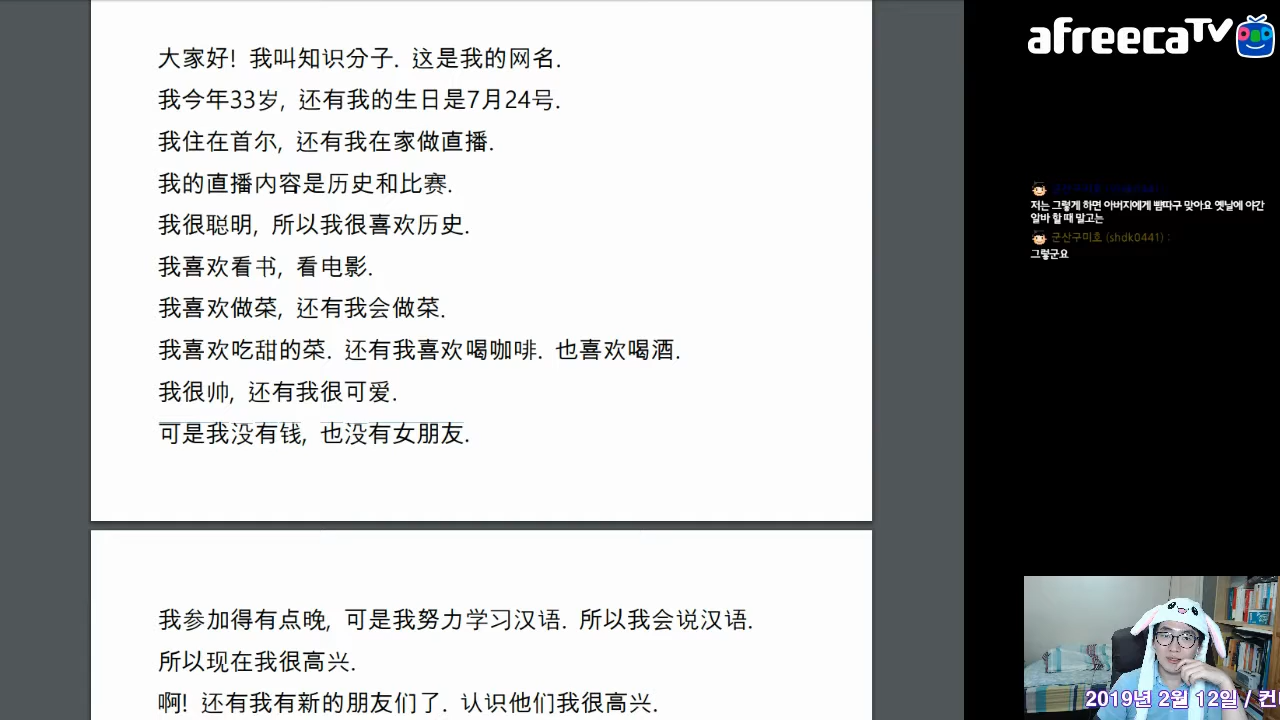 大家好! 我叫知识分子. 这是我的网名.
我今年33岁, 还有我的生日是7月24号.
我住在首尔, 还有我在家做直播.
我的直播内容是历史和比赛.
我很聪明, 所以我很喜欢历史.
我喜欢看书, 看电影.
我喜欢做菜, 还有我会做菜.
我喜欢吃甜的菜. 还有我喜欢喝咖啡. 也喜欢喝酒.
我很帅, 还有我很可爱.
可是我没有钱, 也没有女朋友.
我参加得有点晚, 可是我努力学习汉语. 所以我会说汉语.
所以现在我很高兴.
啊! 还有我有新的朋友们了. 认识他们我很高兴.
afreecaTV
군산구미호
저는 그렇게 하면 아버지에게 뺨따구 맞아요 옛날에 야간
알바 할 때 말고는
군산구미호 (shdk0441) :
그렇군요
2019년 2월 12일 / 컨